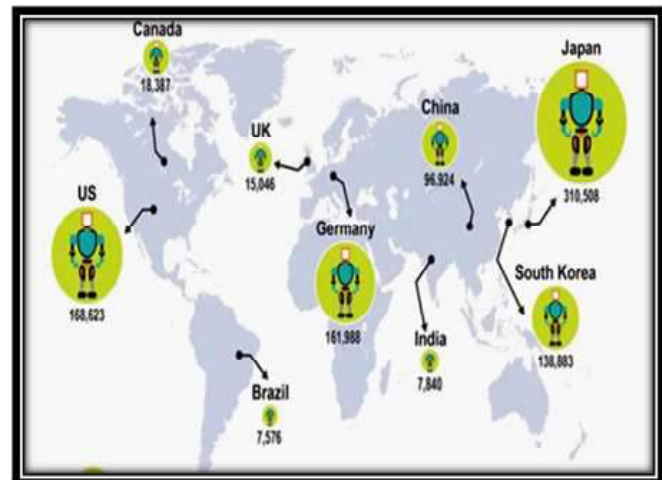 Canada
18,387
UK
15,046
US
168,623
Germany
161,988
China
96,924
Japan
310,508
South Korea
138,883
India
7,840
Brazil
7,576